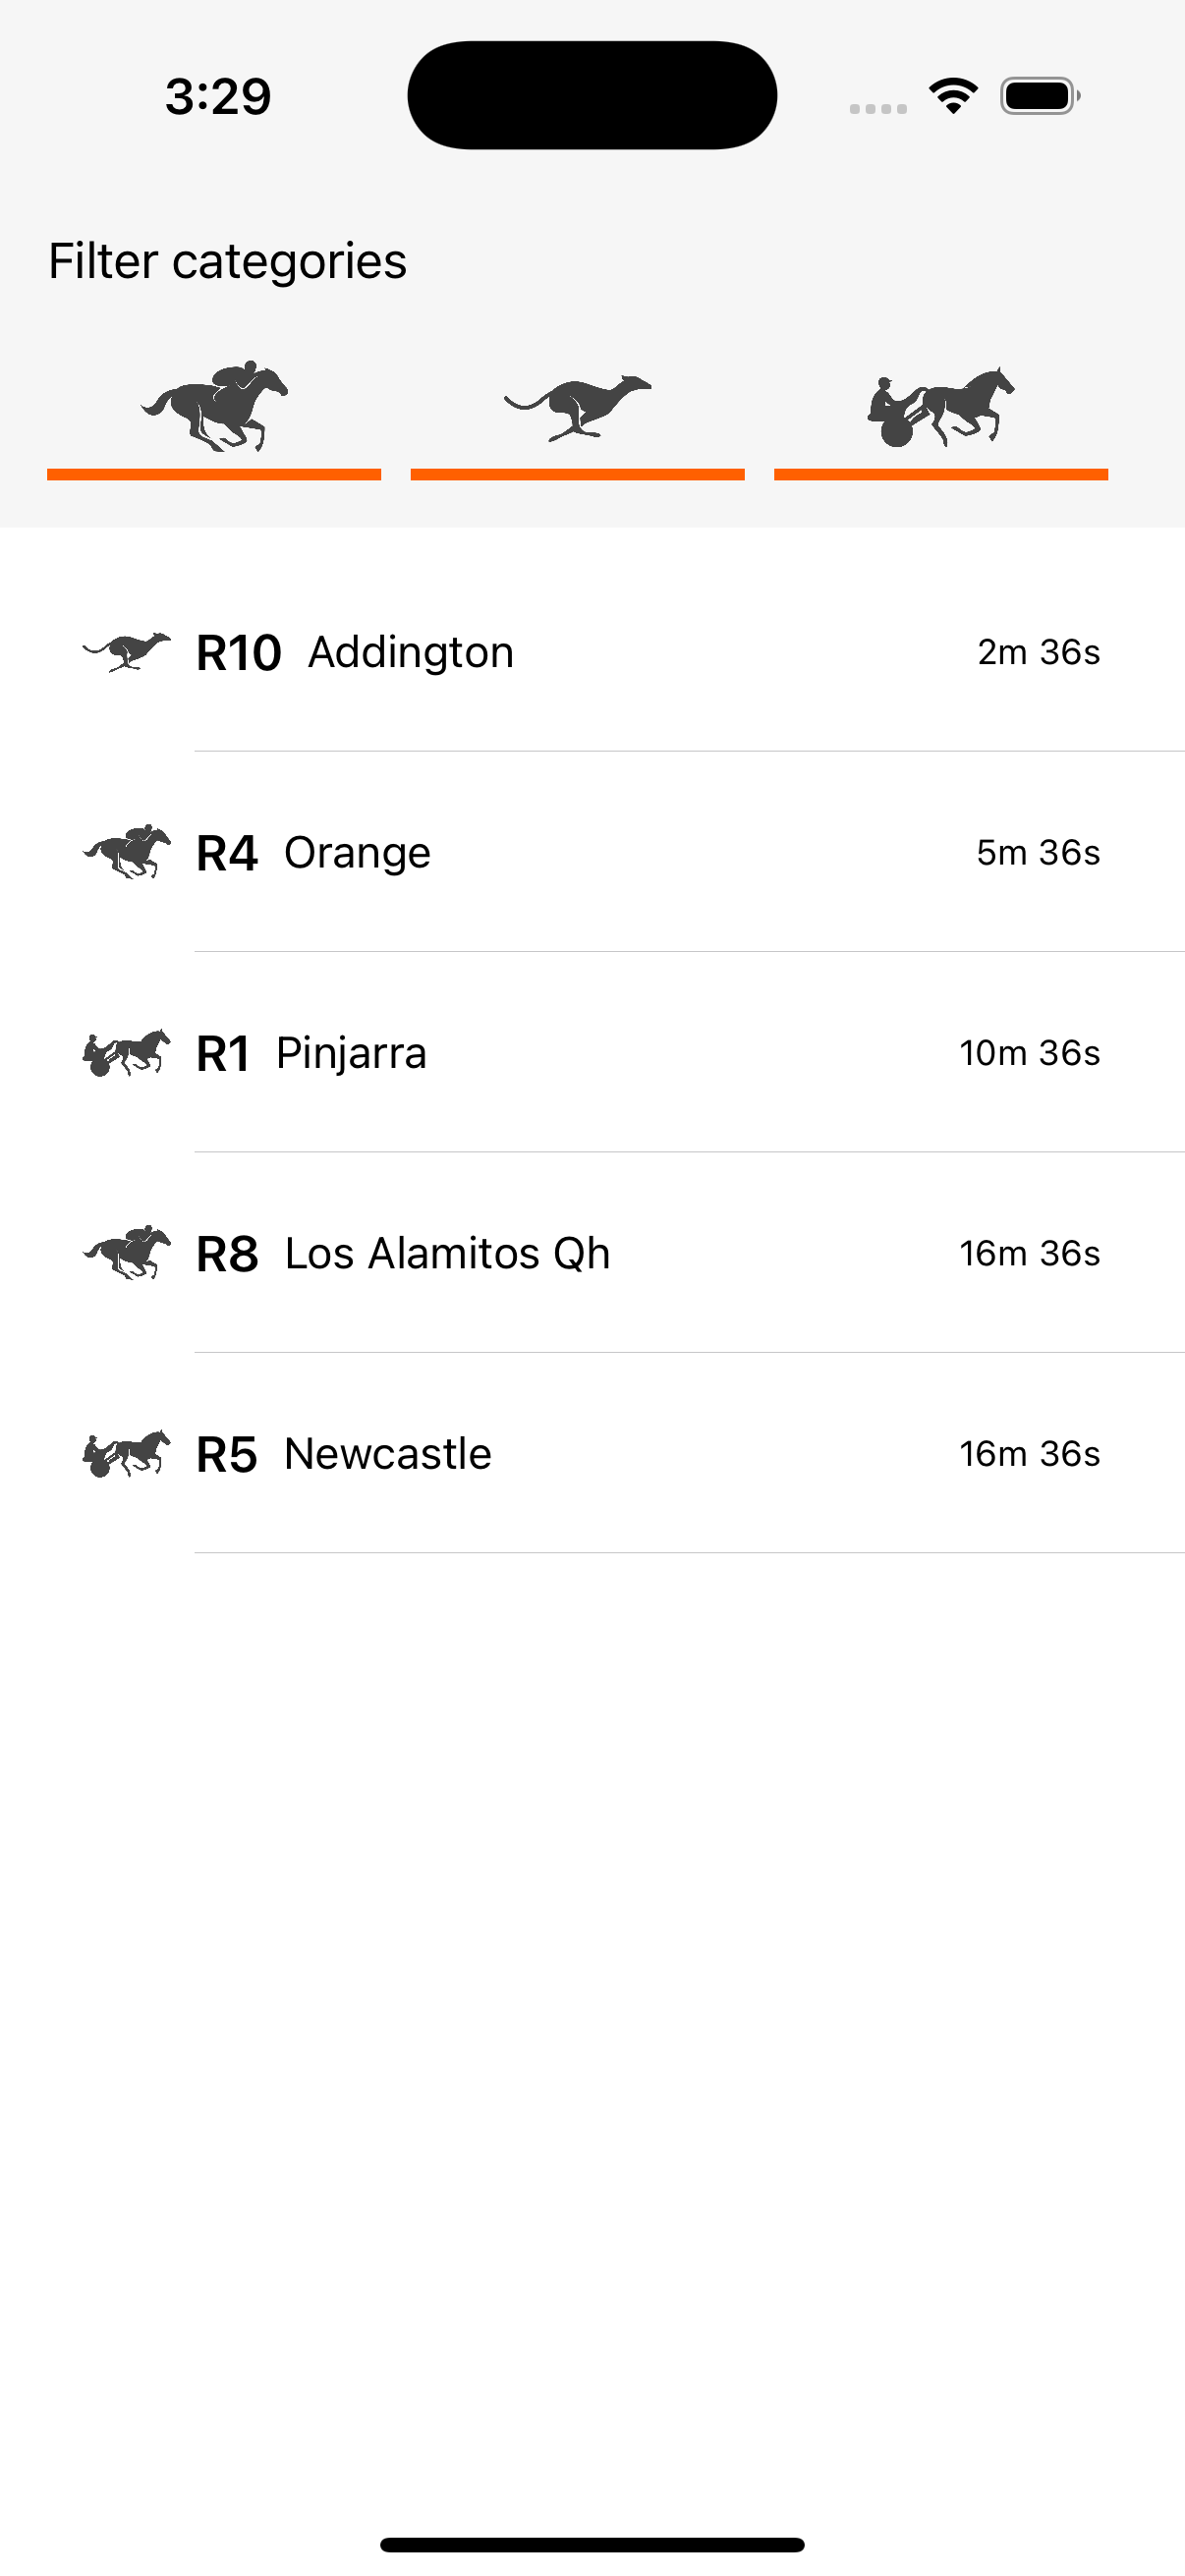 3:29
Filter categories
R10 Addington 2m 36s
R4 Orange 5m 36s
R1 Pinjarra 10m 36s
R8 Los Alamitos Qh 16m 36s
R5 Newcastle 16m 36s